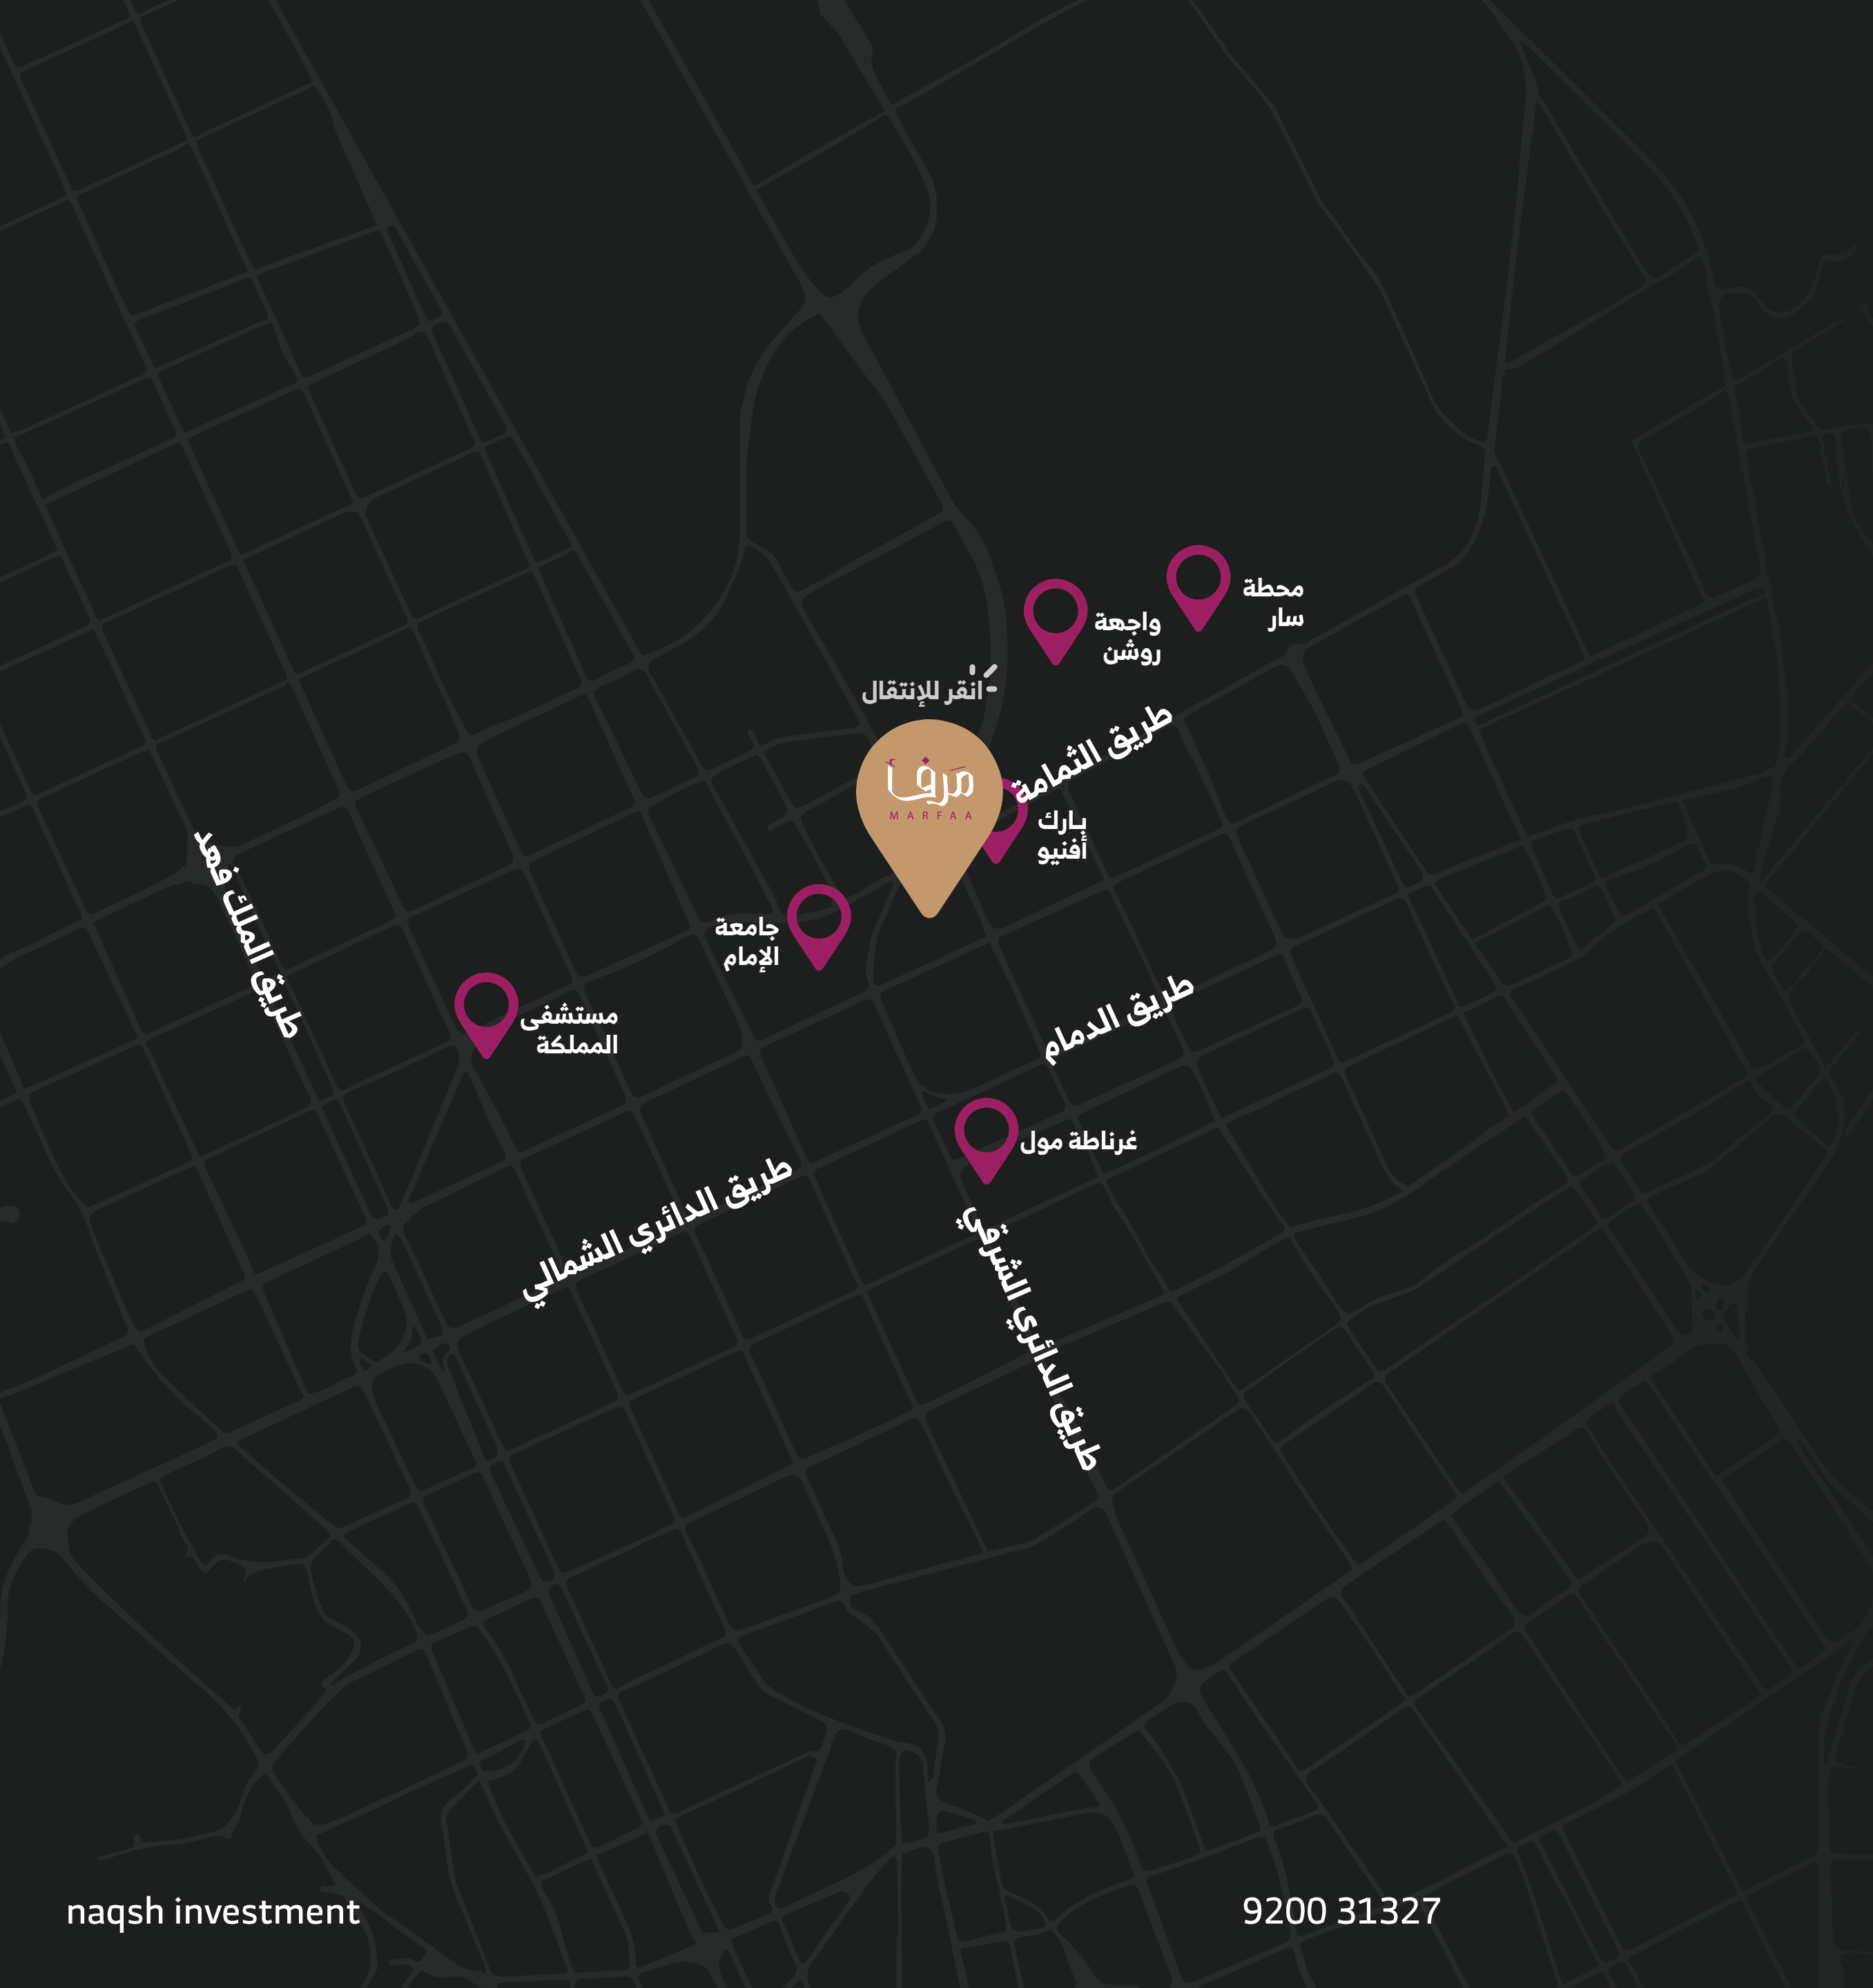 محطة
سار
واجهة
روشن
انقر للإنتقال
طريق الثمامة
مرفأ
MARFAA
بارك
أفنيو
طريق الملك فهد
جامعة
الإمام
مستشفى
المملكة
طريق الدمام
غرناطة مول
طريق الدائري الشمالي
طريق الدائري الشرقي
naqsh investment
9200 31327